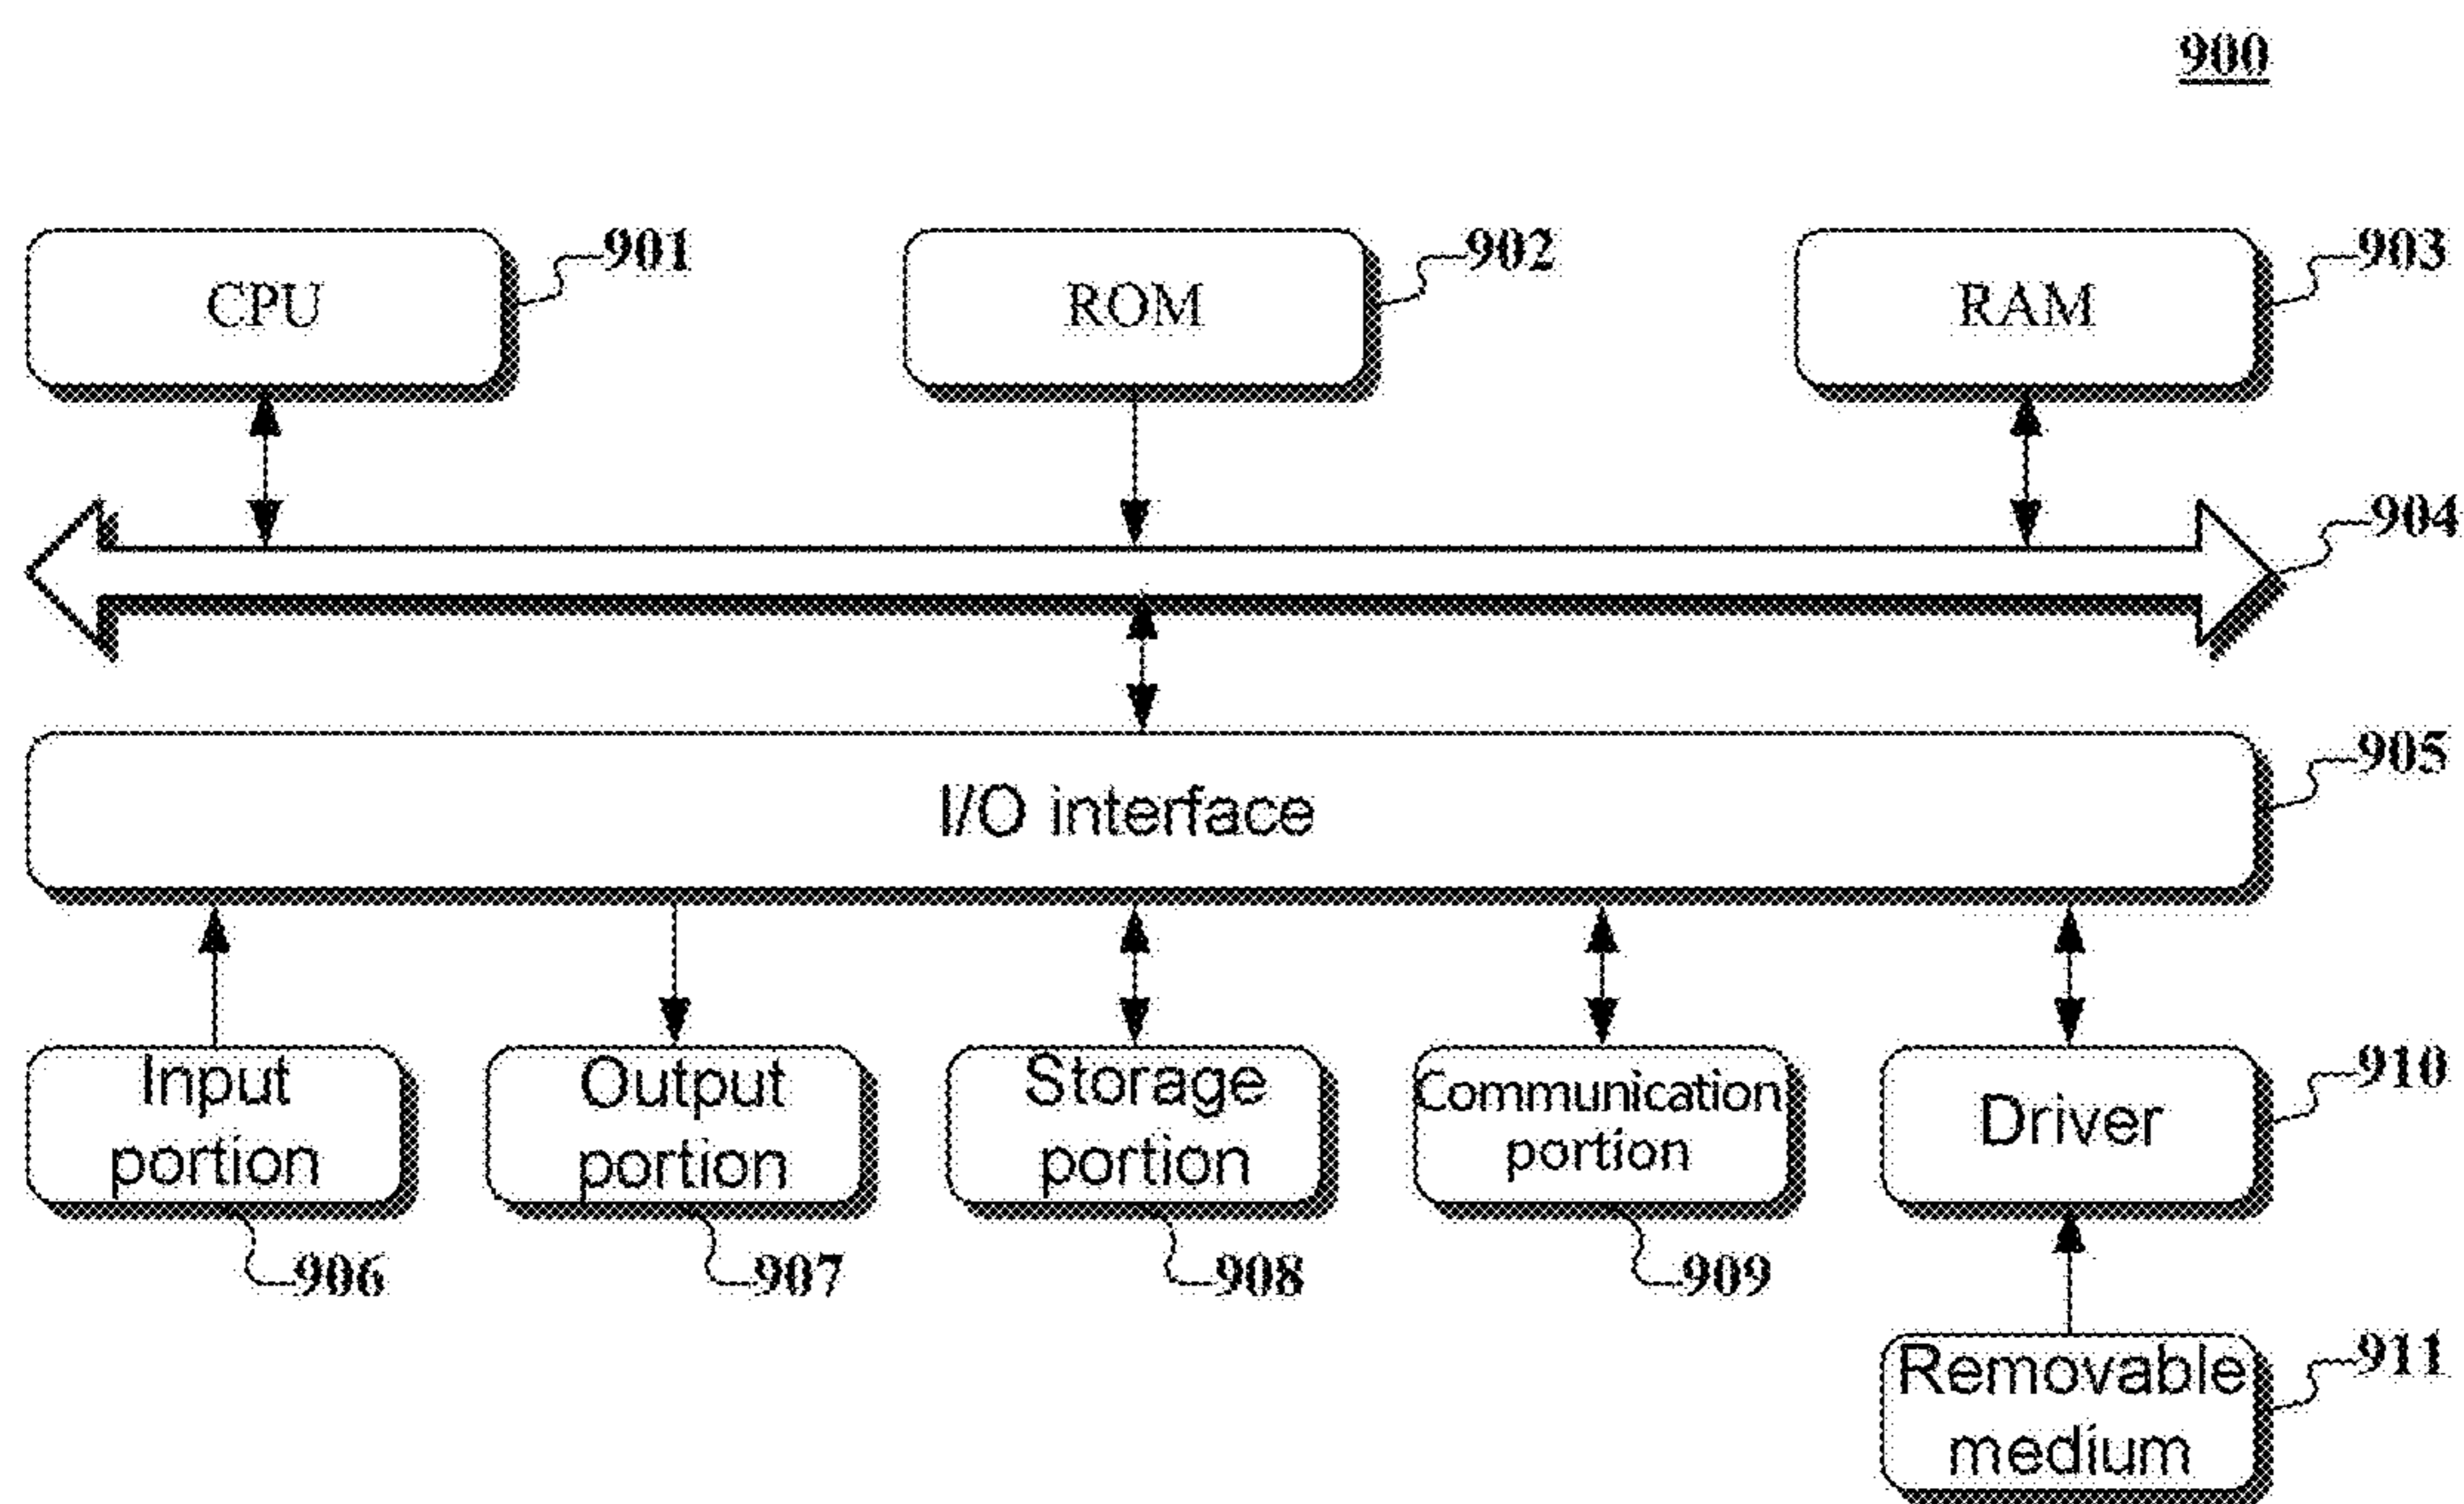 900
CPU
901
ROM
902
RAM
903
904
I/O interface
905
Input
portion
906
Output
portion
907
Storage
portion
908
Communication
portion
909
Driver
910
Removable
medium
911